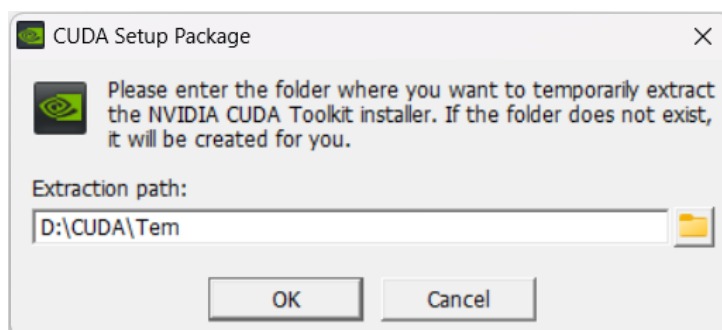 CUDA Setup Package
Please enter the folder where you want to temporarily extract
the NVIDIA CUDA Toolkit installer. If the folder does not exist,
it will be created for you.
Extraction path:
D:\CUDA\Tem
OK
Cancel